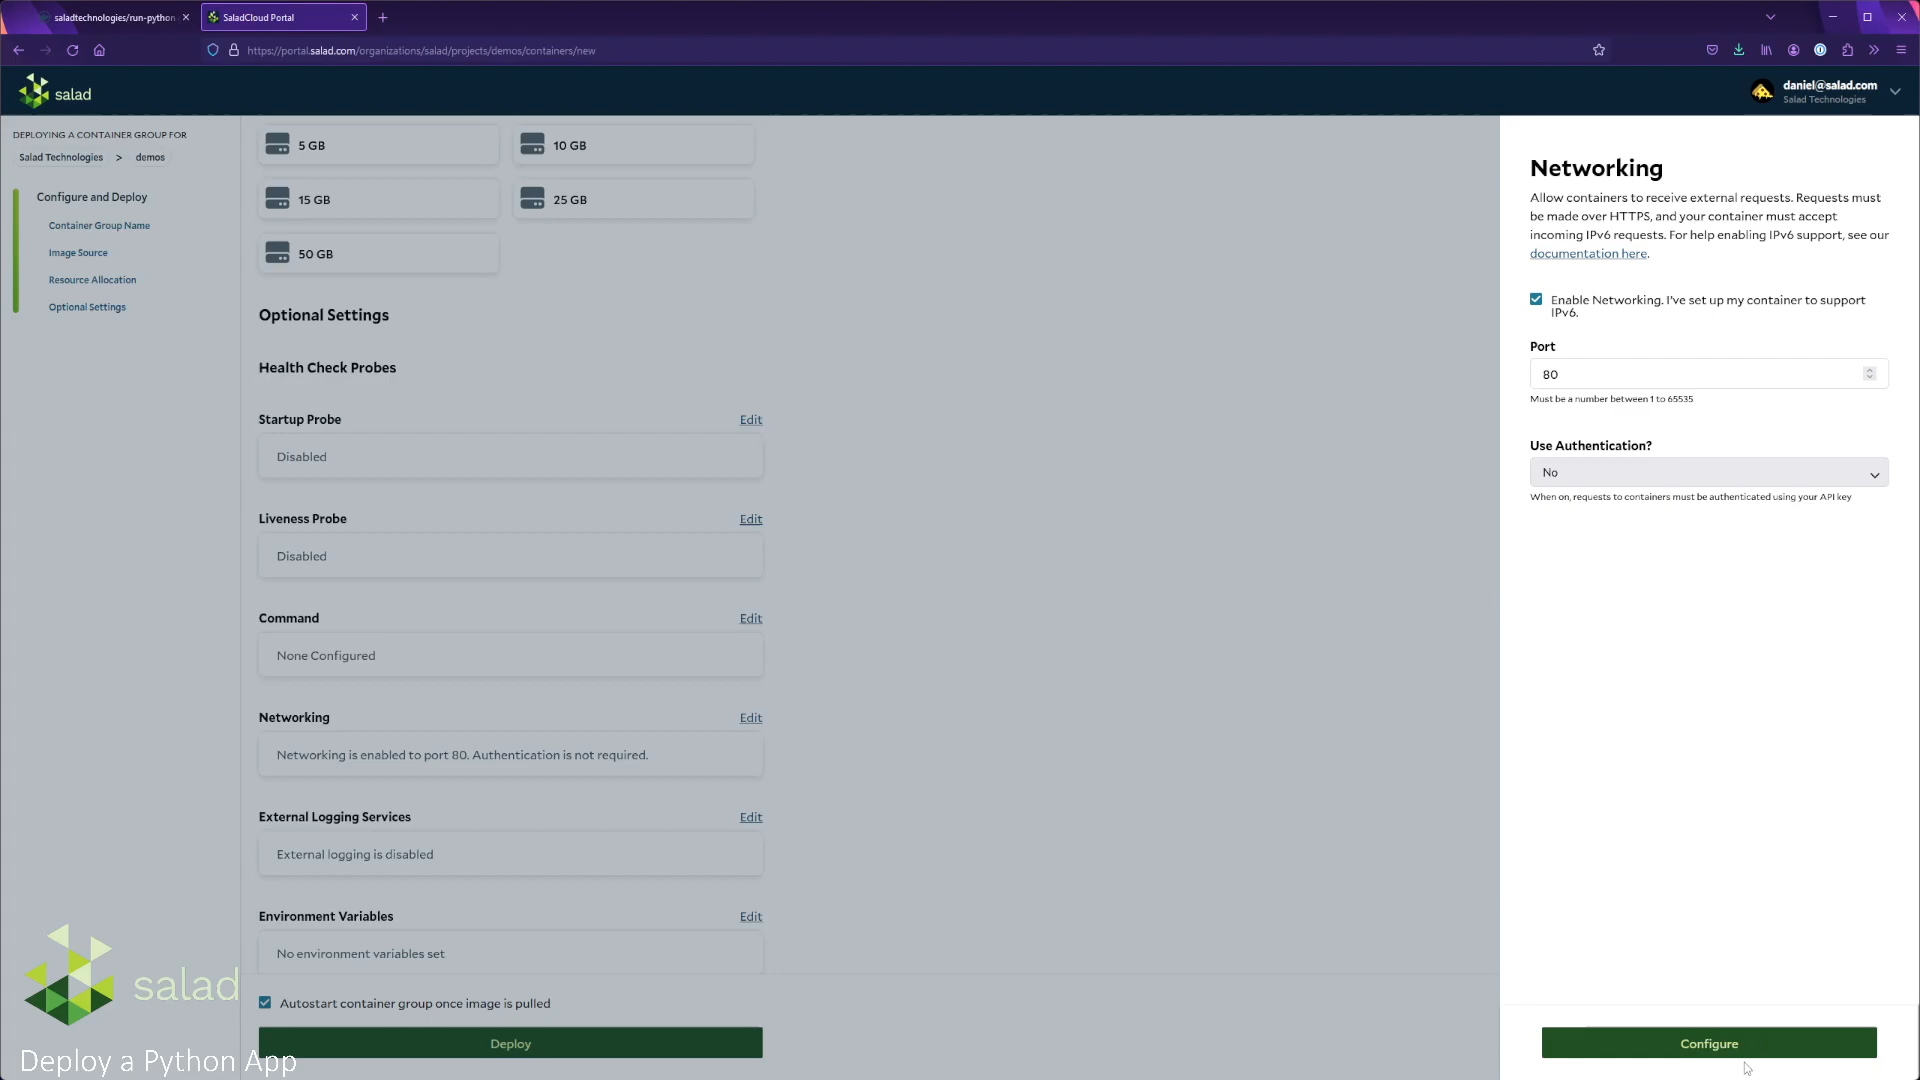 saladtechnologies/run-python
SaladCloud Portal
https://portal.salad.com/organizations/salad/projects/demos/containers/new
salad
daniel@salad.com
Salad Technologies
DEPLOYING A CONTAINER GROUP FOR
Salad Technologies > demos
Configure and Deploy
Container Group Name
Image Source
Resource Allocation
Optional Settings
5 GB
10 GB
15 GB
25 GB
50 GB
Optional Settings
Health Check Probes
Startup Probe
Edit
Disabled
Liveness Probe
Edit
Disabled
Command
Edit
None Configured
Networking
Edit
Networking is enabled to port 80. Authentication is not required.
External Logging Services
Edit
External logging is disabled
Environment Variables
Edit
No environment variables set
Autostart container group once image is pulled
Deploy
Networking
Allow containers to receive external requests. Requests must
be made over HTTPS, and your container must accept
incoming IPv6 requests. For help enabling IPv6 support, see our
documentation here.
Enable Networking. I've set up my container to support
IPv6.
Port
80
Must be a number between 1 to 65535
Use Authentication?
No
When on, requests to containers must be authenticated using your API key
Configure
salad
Deploy a Python App